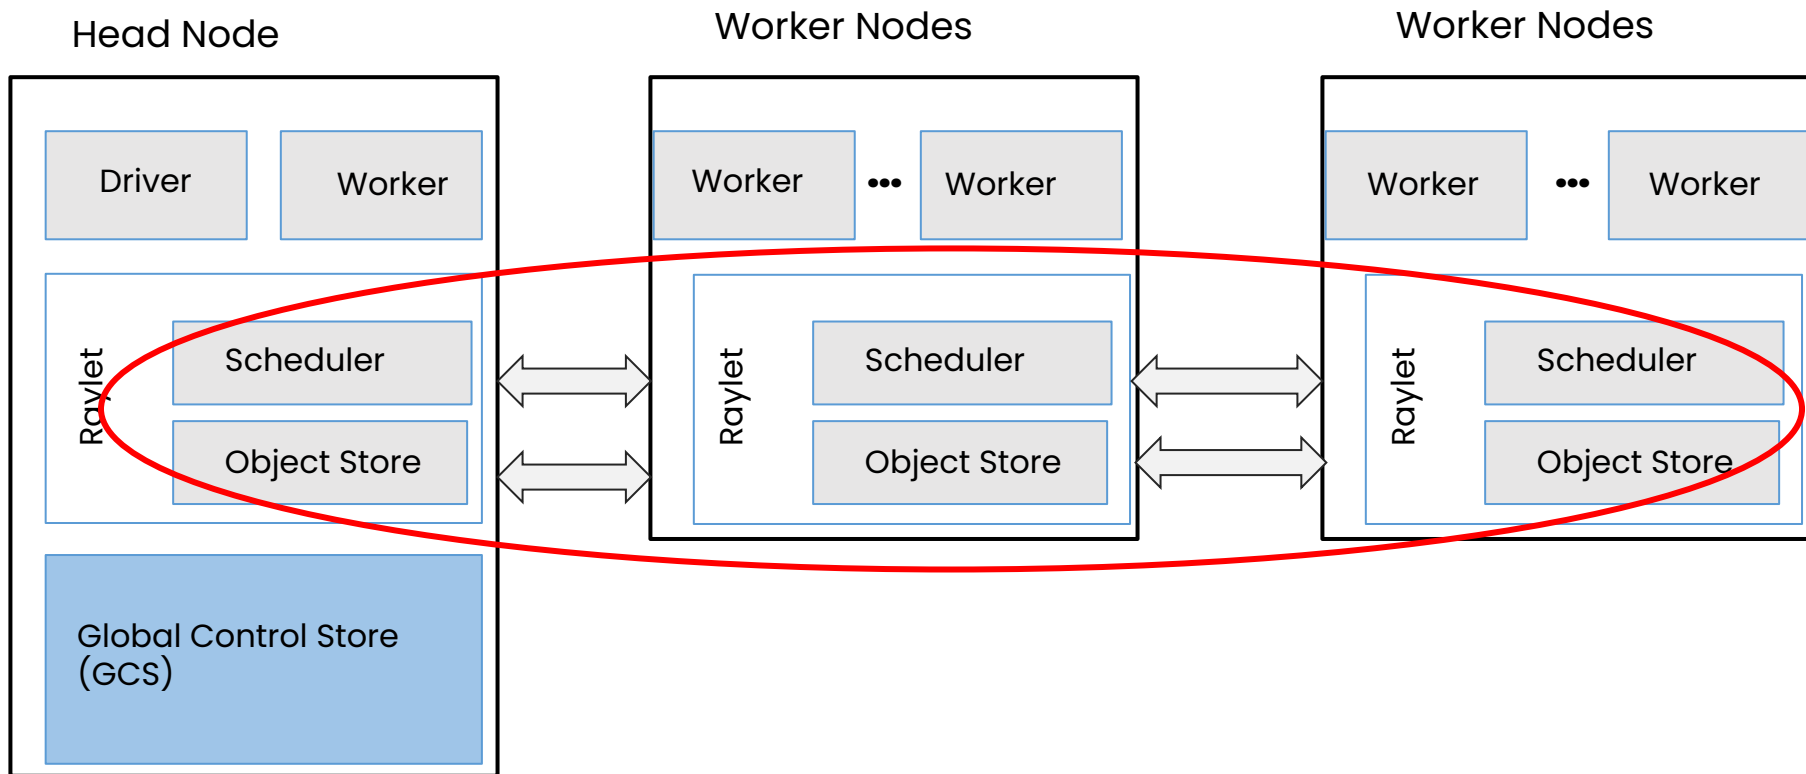 Head Node
Worker Nodes
Worker Nodes
Driver
Worker
Worker
•••
Worker
Worker
•••
Worker
Raylet
Scheduler
Object Store
Raylet
Scheduler
Object Store
Raylet
Scheduler
Object Store
Global Control Store
(GCS)